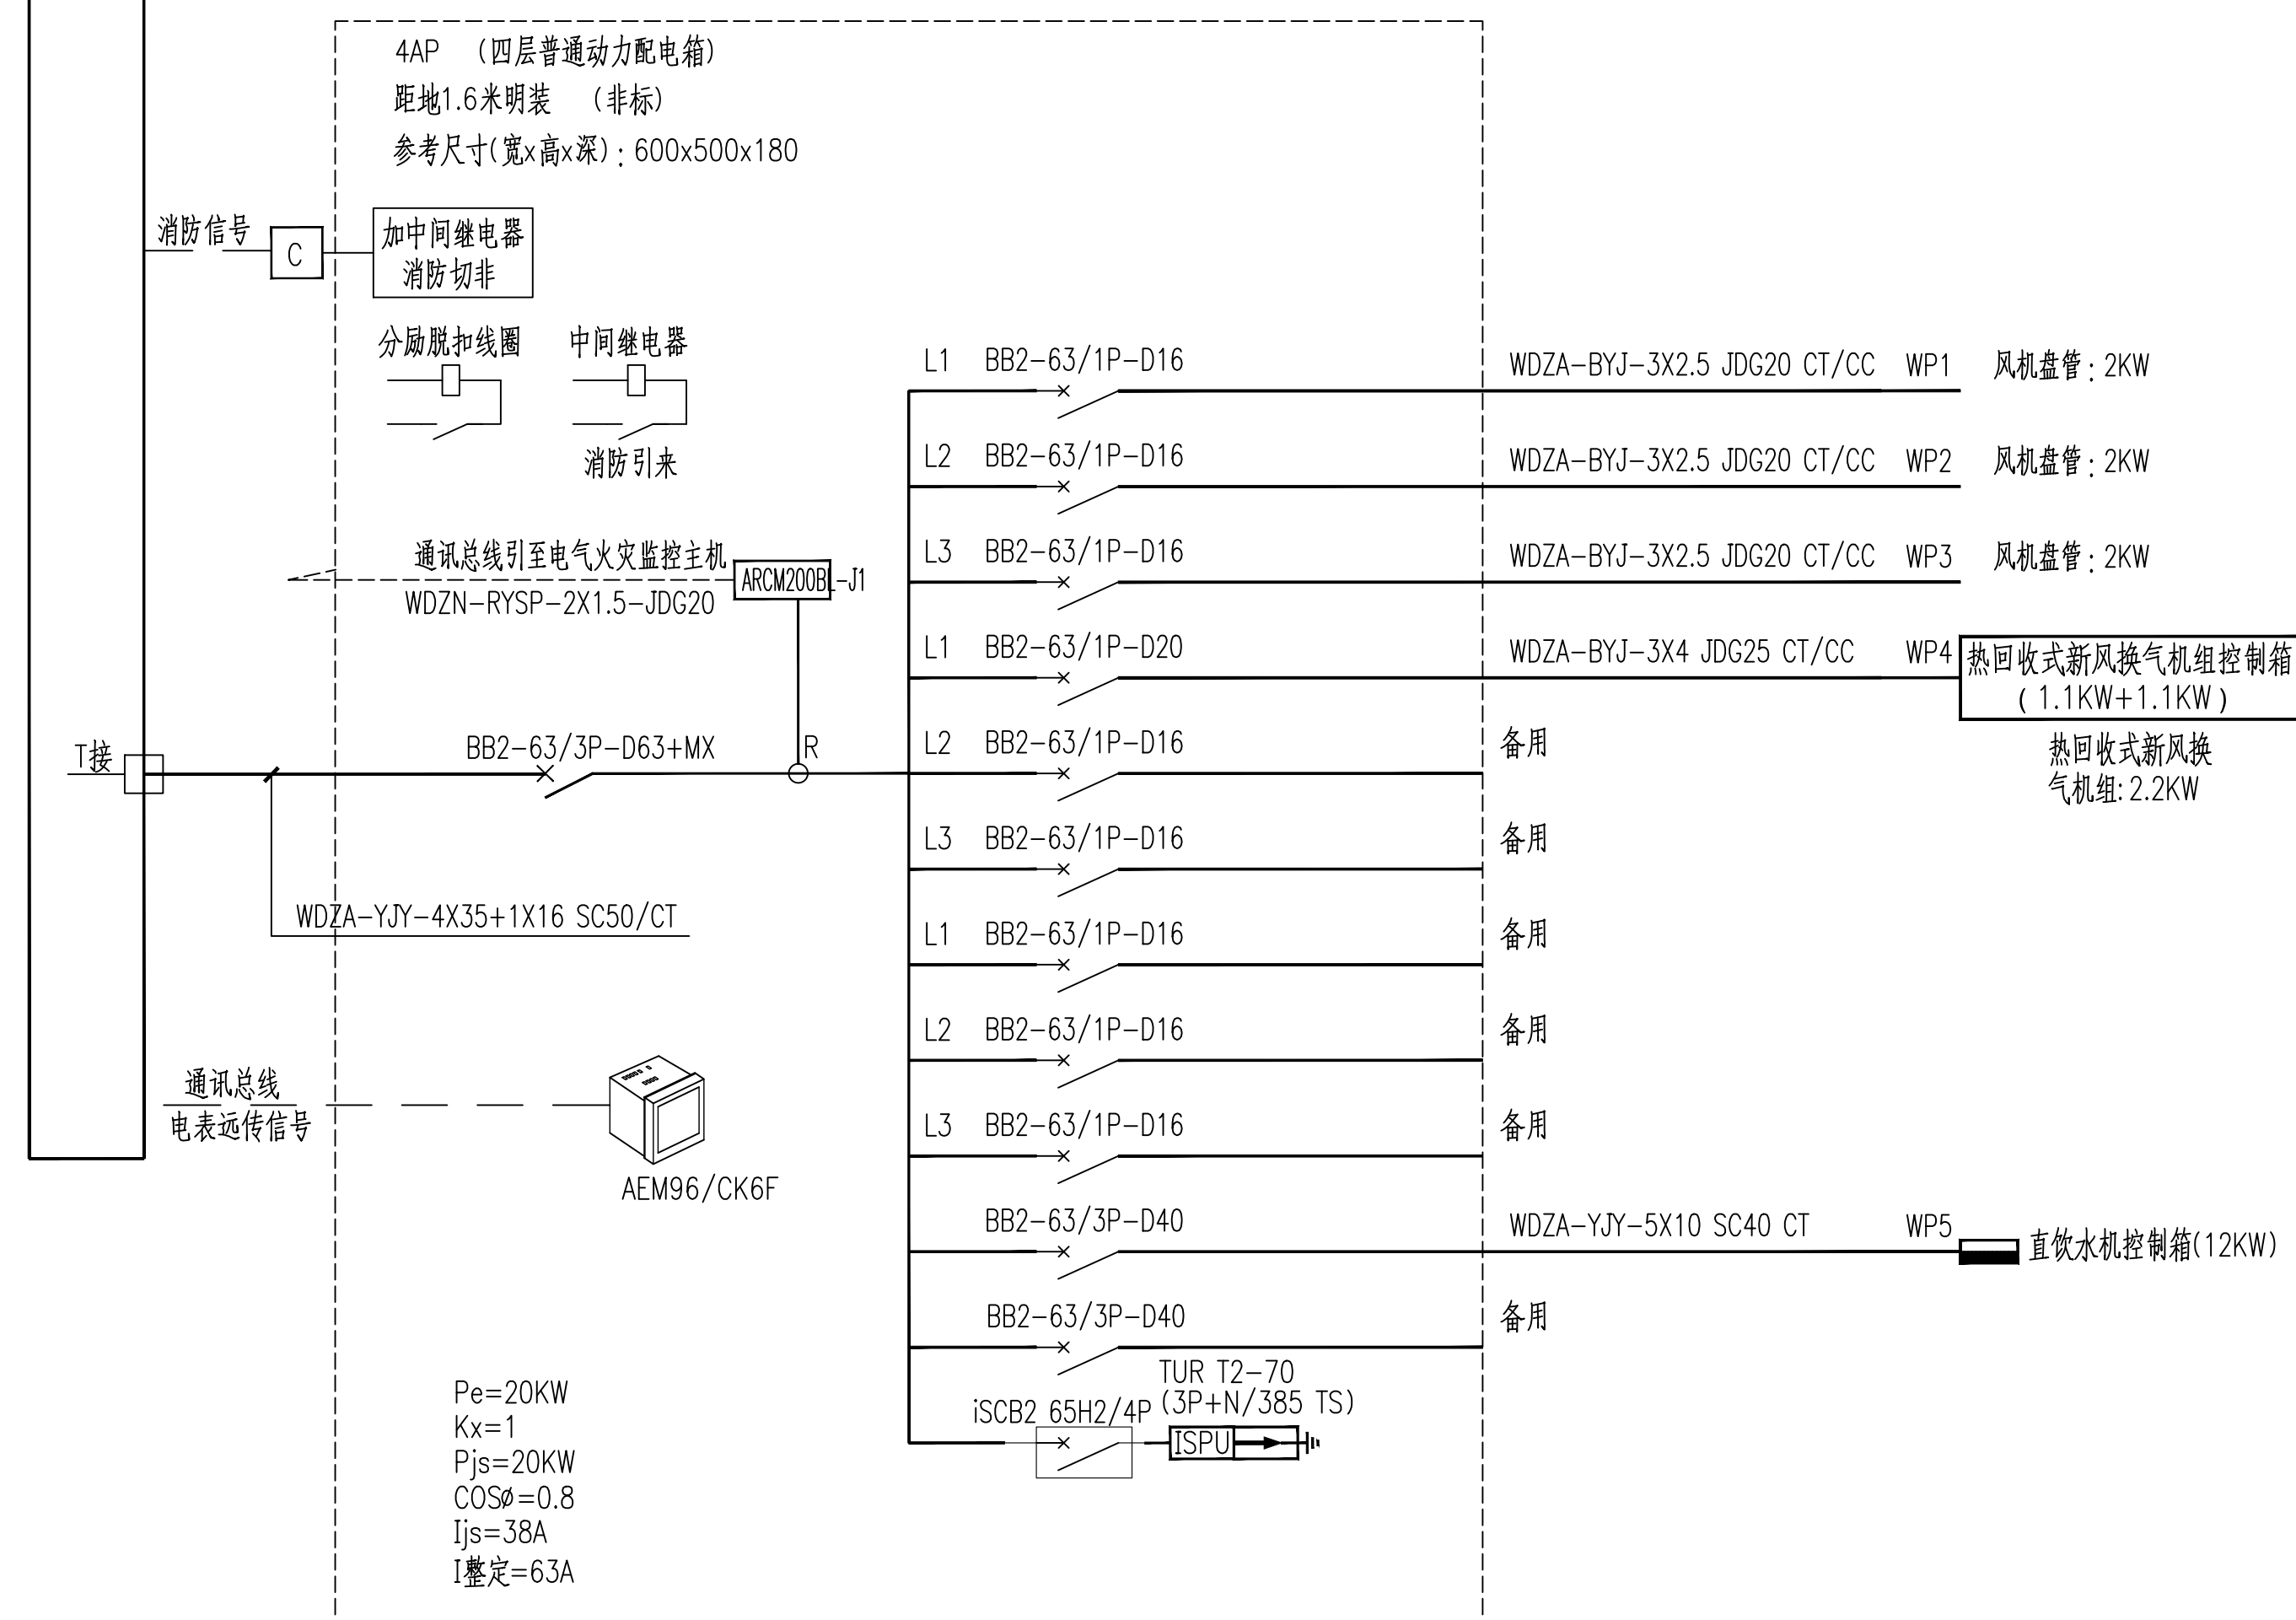 4AP (四层普通动力配电箱)
距地1.6米明装 (非标)
参考尺寸(宽x高x深): 600x500x180
消防信号
C
加中间继电器
消防切非
分励脱扣线圈
中间继电器
消防引来
通讯总线引至电气火灾监控主机
WDZN-RYSP-2X1.5-JDG20
ARCM200BL-J1
T接
BB2-63/3P-D63+MX
R
WDZA-YJY-4X35+1X16 SC50/CT
通讯总线
电表远传信号
AEM96/CK6F
Pe=20KW
Kx=1
Pjs=20KW
COSø=0.8
Ijs=38A
I整定=63A
L1 BB2-63/1P-D16 WDZA-BYJ-3X2.5 JDG20 CT/CC WP1 风机盘管: 2KW
L2 BB2-63/1P-D16 WDZA-BYJ-3X2.5 JDG20 CT/CC WP2 风机盘管: 2KW
L3 BB2-63/1P-D16 WDZA-BYJ-3X2.5 JDG20 CT/CC WP3 风机盘管: 2KW
L1 BB2-63/1P-D20 WDZA-BYJ-3X4 JDG25 CT/CC WP4
热回收式新风换气机组控制箱
( 1.1KW+1.1KW )
热回收式新风换
气机组: 2.2KW
L2 BB2-63/1P-D16 备用
L3 BB2-63/1P-D16 备用
L1 BB2-63/1P-D16 备用
L2 BB2-63/1P-D16 备用
L3 BB2-63/1P-D16 备用
BB2-63/3P-D40 WDZA-YJY-5X10 SC40 CT WP5 直饮水机控制箱(12KW)
BB2-63/3P-D40 备用
TUR T2-70
iSCB2 65H2/4P (3P+N/385 TS)
ISPU